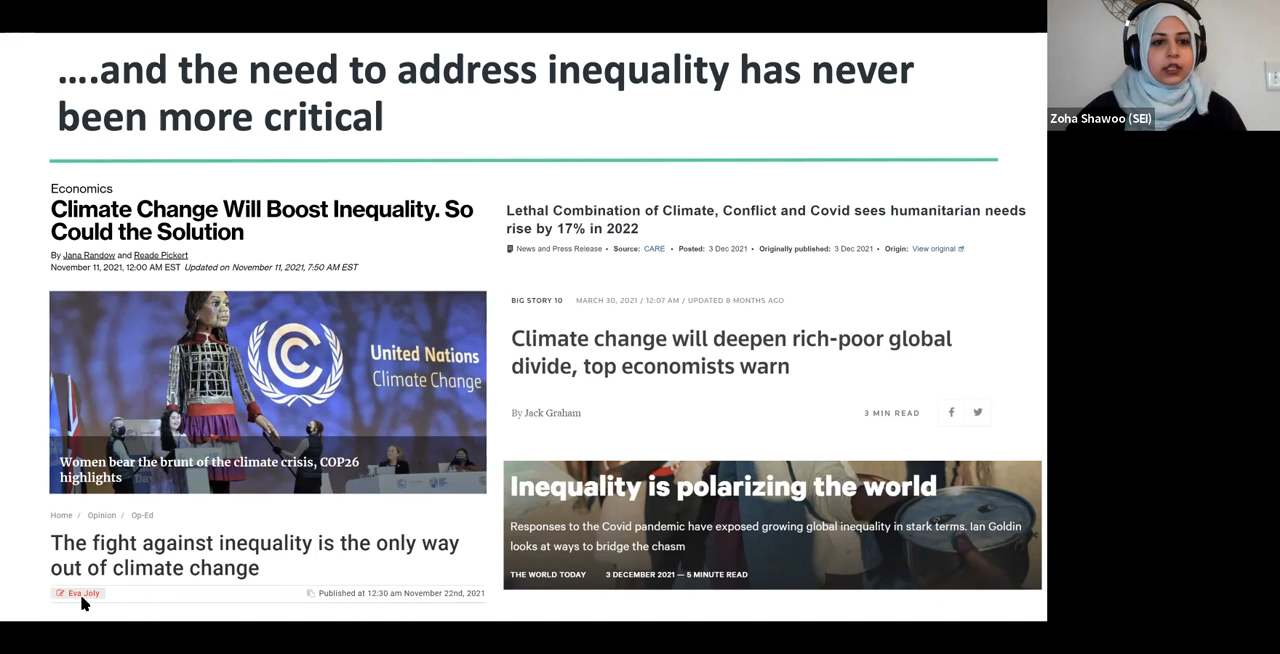 ....and the need to address inequality has never
been more critical
Zoha Shawoo (SEI)
Economics
Climate Change Will Boost Inequality. So
Could the Solution
By Jana Randow and Reade Pickert
November 11, 2021, 12:00 AM EST Updated on November 11, 2021, 7:50 AM EST
United Nations
Climate Change
Women bear the brunt of the climate crisis, COP26
highlights
Home / Opinion / Op-Ed
The fight against inequality is the only way
out of climate change
Eva Joly
Published at 12:30 am November 22nd, 2021
Lethal Combination of Climate, Conflict and Covid sees humanitarian needs
rise by 17% in 2022
News and Press Release • Source: CARE • Posted: 3 Dec 2021 • Originally published: 3 Dec 2021 • Origin: View original
BIG STORY 10 MARCH 30, 2021 / 12:07 AM / UPDATED 8 MONTHS AGO
Climate change will deepen rich-poor global
divide, top economists warn
By Jack Graham
3 MIN READ
Inequality is polarizing the world
Responses to the Covid pandemic have exposed growing global inequality in stark terms. Ian Goldin
looks at ways to bridge the chasm
THE WORLD TODAY 3 DECEMBER 2021 — 5 MINUTE READ